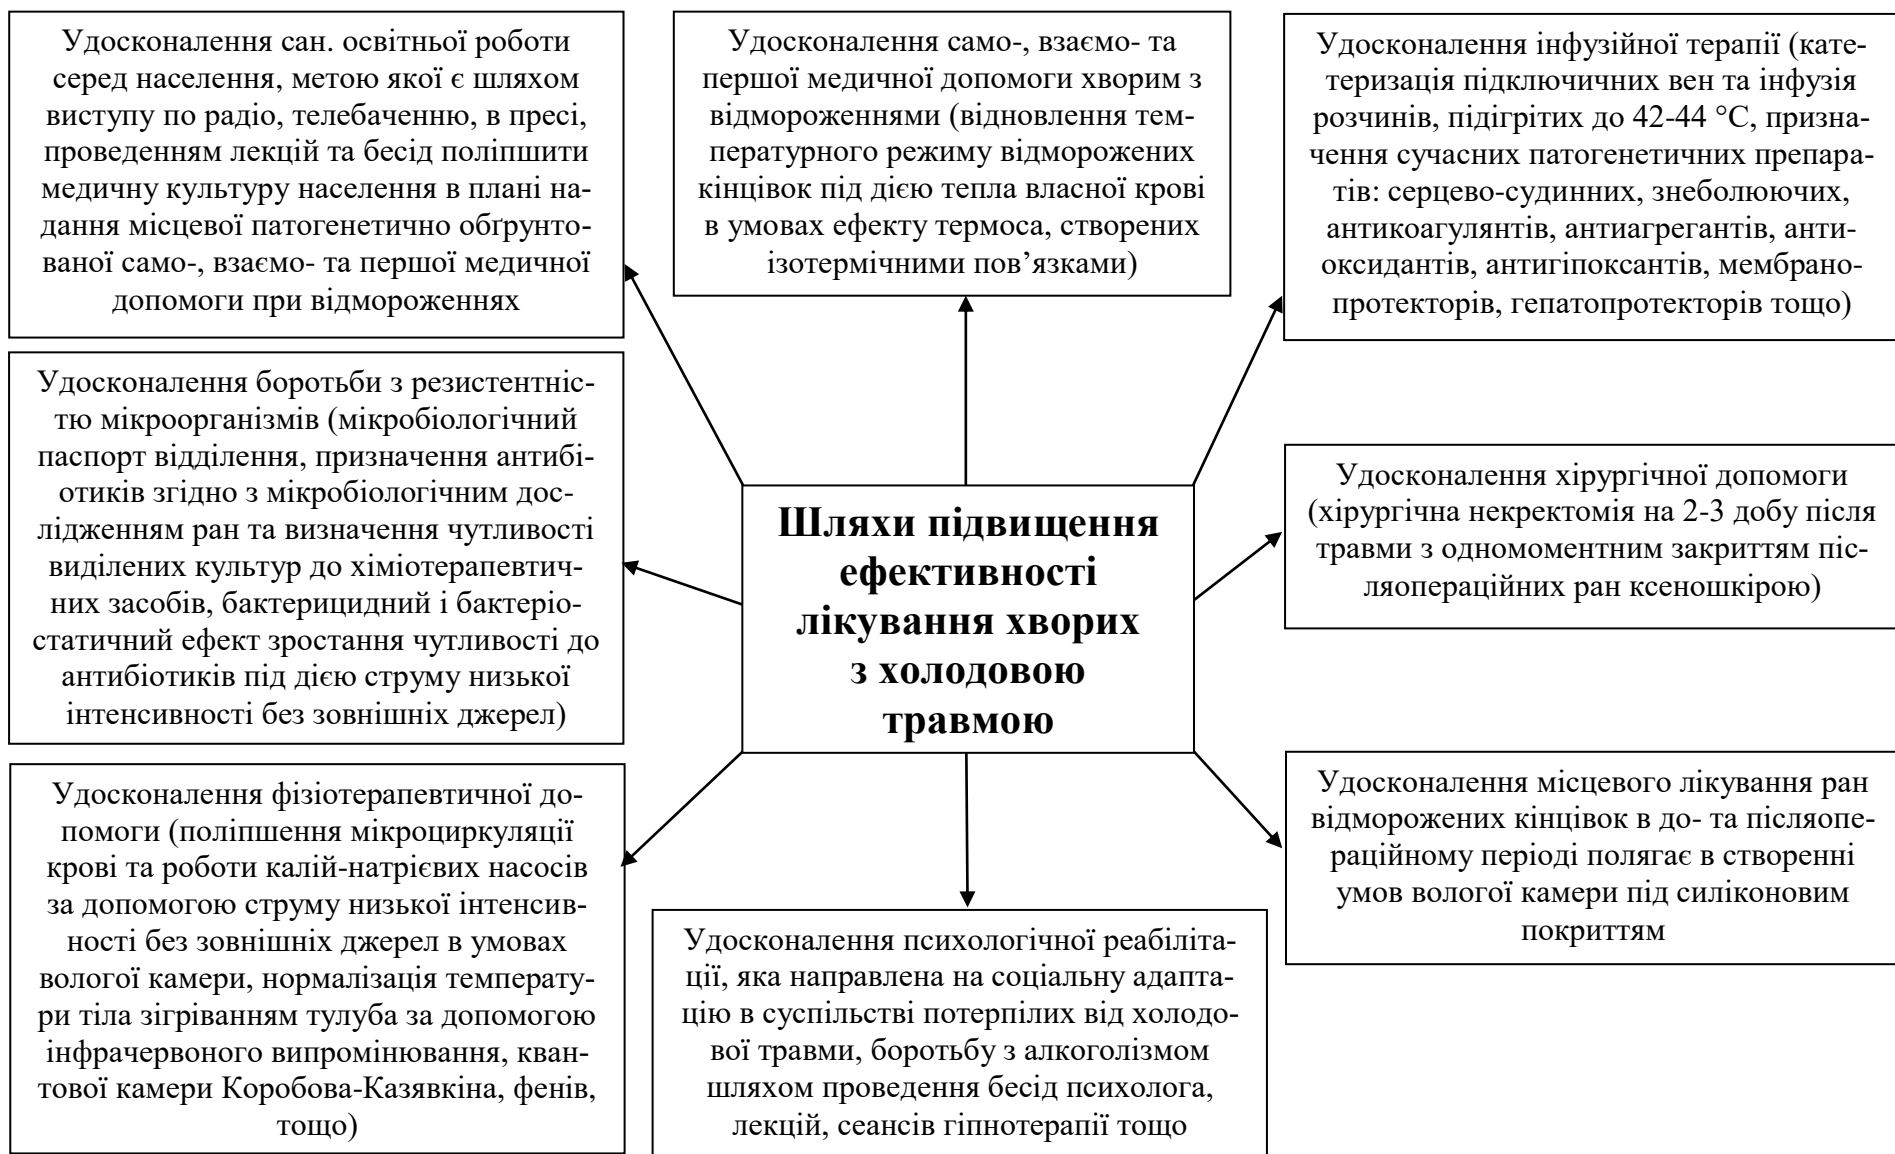 Удосконалення сан. освітньої роботи
серед населення, метою якої є шляхом
виступу по радіо, телебаченню, в пресі,
проведенням лекцій та бесід поліпшити
медичну культуру населення в плані на-
дання місцевої патогенетично обґрунто-
ваної само-, взаємо- та першої медичної
допомоги при відмороженнях
Удосконалення само-, взаємо- та
першої медичної допомоги хворим з
відмороженнями (відновлення тем-
ператyрного режиму відморожених
кінцівок під дією тепла власної крові
в умовах ефекту термоса, створених
ізотермічними пов’язками)
Удосконалення інфузійної терапії (кате-
теризація підключичних вен та інфузія
розчинів, підігрітих до 42-44 °С, призна-
чення сучасних патогенетичних препара-
тів: серцево-судинних, знеболюючих,
антикоагулянтів, антиагрегантів, анти-
оксидантів, антигіпоксантів, мембрано-
протекторів, гепатопротекторів тощо)
Удосконалення боротьби з резистентніс-
тю мікроорганізмів (мікробіологічний
паспорт відділення, призначення антибі-
отиків згідно з мікробіологічним дос-
лідженням ран та визначення чутливості
виділених культур до хіміотерапевтич-
них засобів, бактерицидний і бактеріо-
статичний ефект зростання чутливості до
антибіотиків під дією струму низької
інтенсивності без зовнішніх джерел)
Шляхи підвищення
ефективності
лікування хворих
з холодовою
травмою
Удосконалення хірургічної допомоги
(хірургічна некректомія на 2-3 добу після
травми з одномоментним закриттям піс-
ляопераційних ран ксеношкірою)
Удосконалення фізіотерапевтичної до-
помоги (поліпшення мікроциркуляції
крові та роботи калій-натрієвих насосів
за допомогою струму низької інтенсив-
ності без зовнішніх джерел в умовах
вологої камери, нормалізація температу-
ри тіла зігріванням тулуба за допомогою
інфрачервоного випромінювання, кван-
тової камери Коробова-Казявкіна, фенів,
тощо)
Удосконалення психологічної реабіліта-
ції, яка направлена на соціальну адапта-
цію в суспільстві потерпілих від холодо-
вої травми, боротьбу з алкоголізмом
шляхом проведення бесід психолога,
лекцій, сеансів гіпнотерапії тощо
Удосконалення місцевого лікування ран
відморожених кінцівок в до- та післяопе-
раційному періоді полягає в створенні
умов вологої камери під силіконовим
покриттям